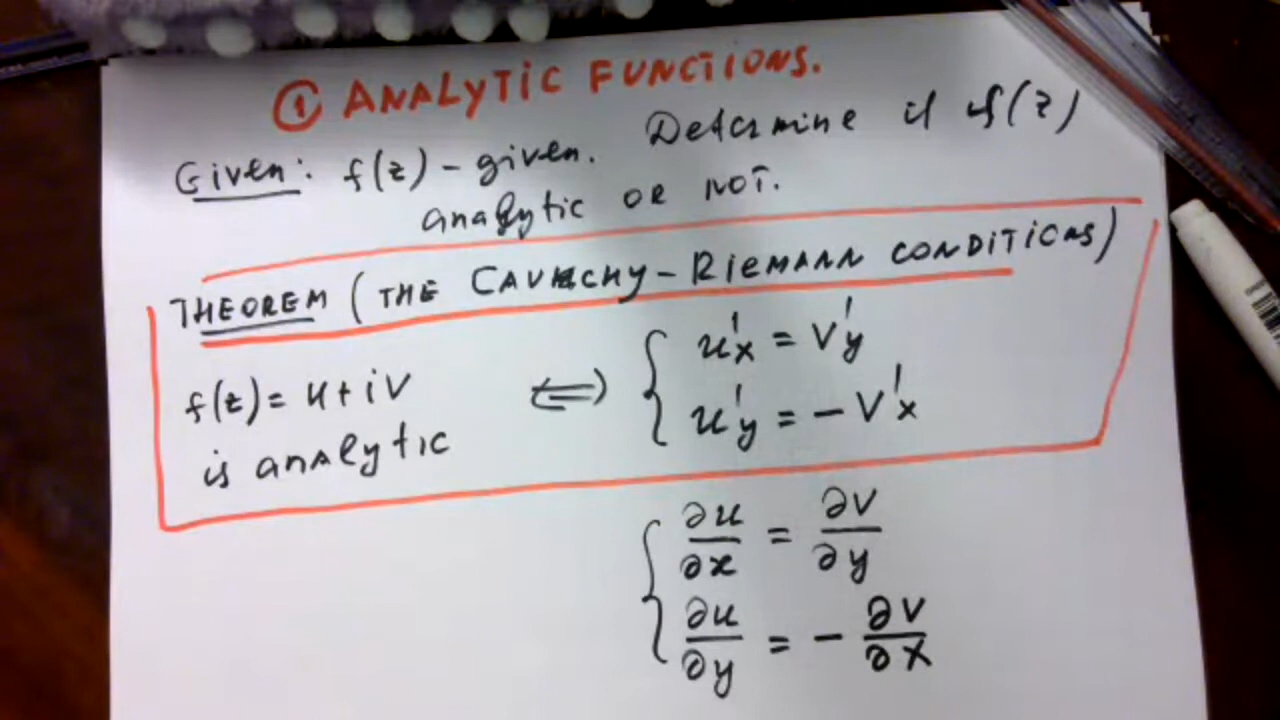 ① ANALYTIC FUNCTIONS.
Given: f(z) - given. Determine if f(z)
analytic OR NOT.
THEOREM (THE CAUCHY - RIEMANN CONDITIONS)
f(z) = u + iv ⟺ { u'x = v'y
is analytic u'y = - v'x
{ ∂u/∂x = ∂v/∂y
∂u/∂y = - ∂v/∂x